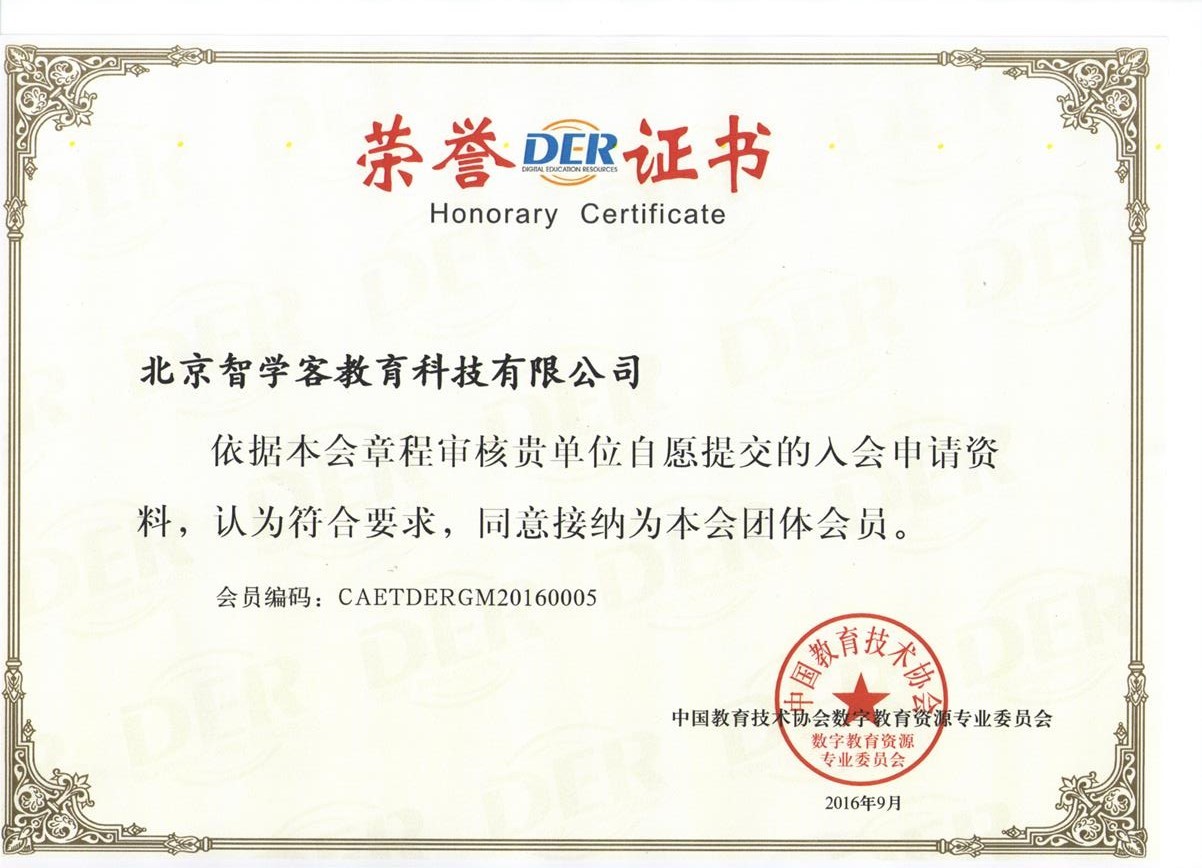 荣誉 DER 证书
DIGITAL EDUCATION RESOURCES
Honorary Certificate
北京智学客教育科技有限公司
依据本会章程审核贵单位自愿提交的入会申请资
料，认为符合要求，同意接纳为本会团体会员。
会员编码：CAETDERGM20160005
中国教育技术协会
中国教育技术协会数字教育资源专业委员会
数字教育资源
专业委员会
2016年9月